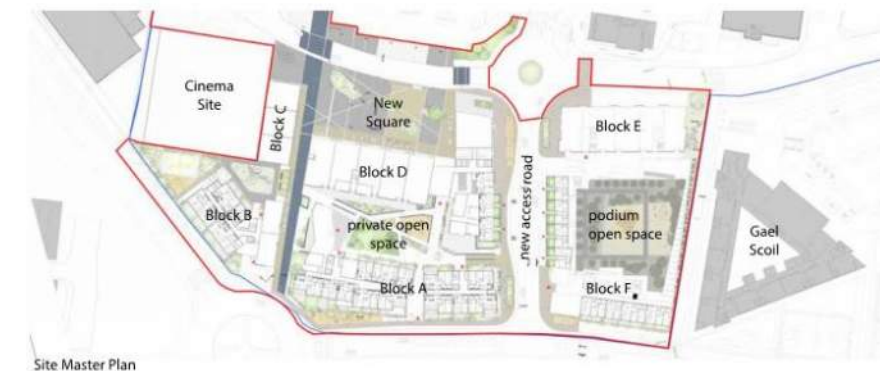 Cinema
Site
Block C
New
Square
Block E
Block D
Block B
private open
space
new access road
podium
open space
Gael
Scoil
Block A
Block F
Site Master Plan